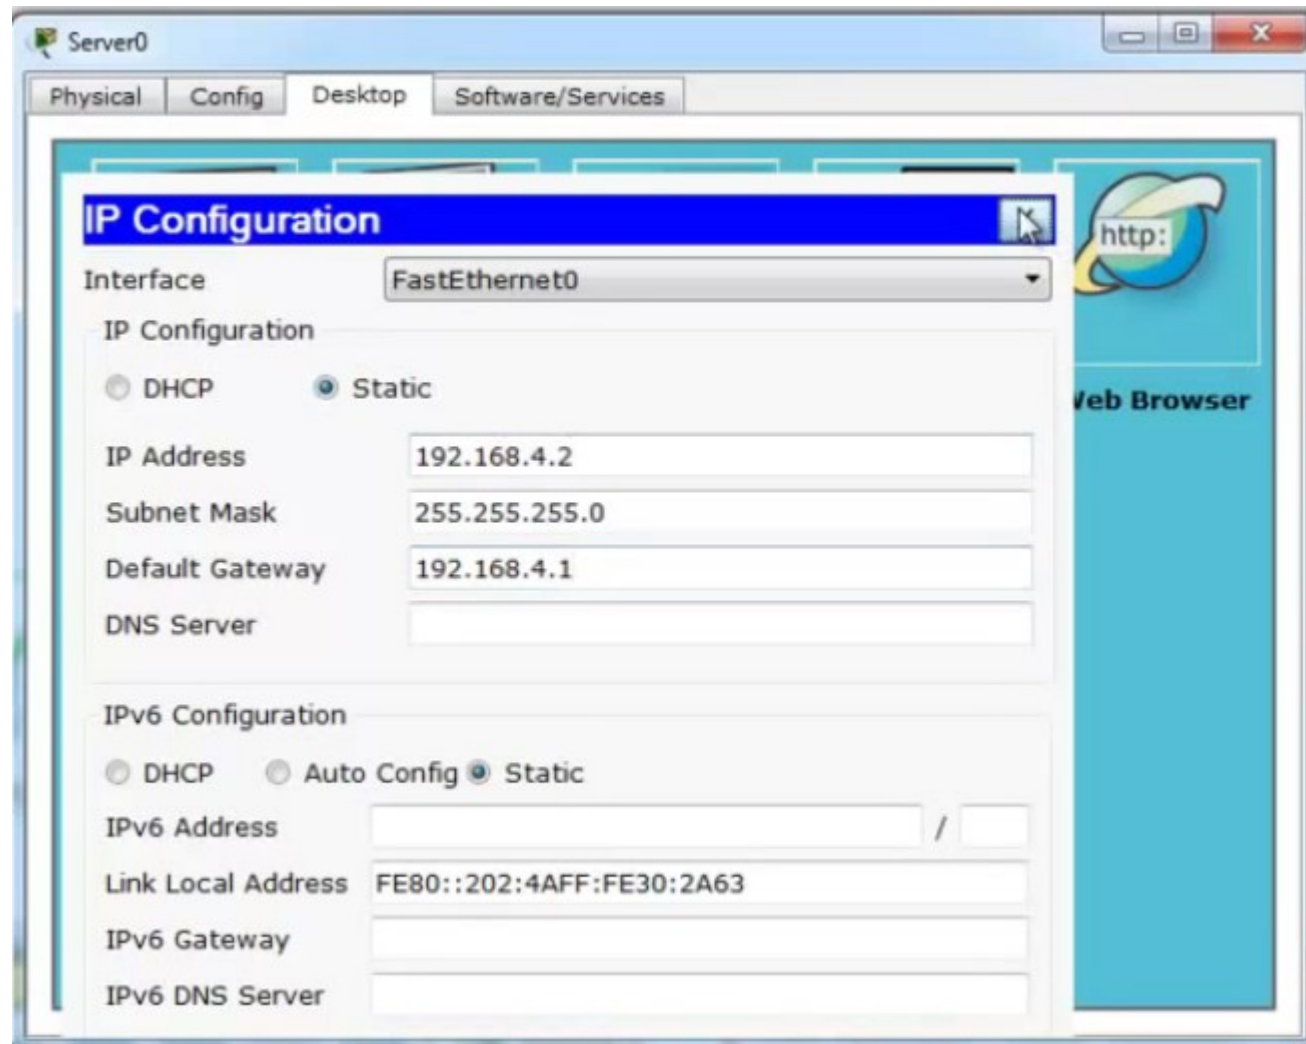 Server0
Physical Config Desktop Software/Services
IP Configuration
http:
Interface FastEthernet0
IP Configuration
DHCP Static
Web Browser
IP Address 192.168.4.2
Subnet Mask 255.255.255.0
Default Gateway 192.168.4.1
DNS Server
IPv6 Configuration
DHCP Auto Config Static
IPv6 Address /
Link Local Address FE80::202:4AFF:FE30:2A63
IPv6 Gateway
IPv6 DNS Server